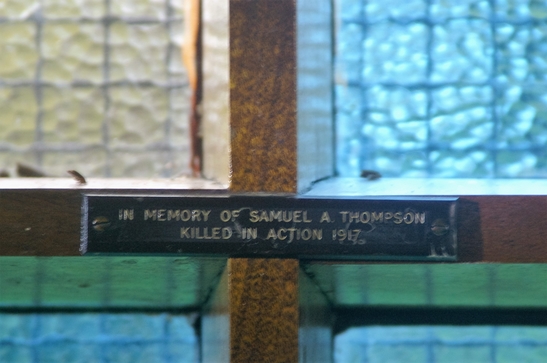 IN MEMORY OF SAMUEL A. THOMPSON
KILLED IN ACTION 1917